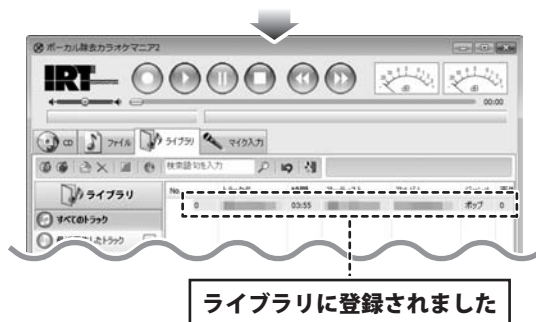 ボーカル除去カラオケマニア2
IRT
dB dB
00:00
CD ファイル ライブラリ マイク入力
検索語句を入力
ライブラリ No.
すべてのトラック 0 03:55 ポップ 0
ライブラリに登録されました